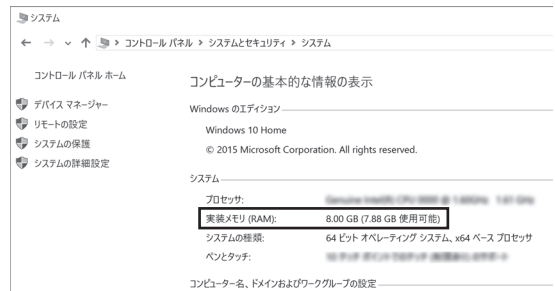 システム
コントロール パネル > システムとセキュリティ > システム
コントロール パネル ホーム
コンピューターの基本的な情報の表示
デバイス マネージャー
Windows のエディション
リモートの設定
Windows 10 Home
システムの保護
© 2015 Microsoft Corporation. All rights reserved.
システムの詳細設定
システム
プロセッサ:
実装メモリ (RAM): 8.00 GB (7.88 GB 使用可能)
システムの種類: 64 ビット オペレーティング システム、x64 ベース プロセッサ
ペンとタッチ:
コンピューター名、ドメインおよびワークグループの設定